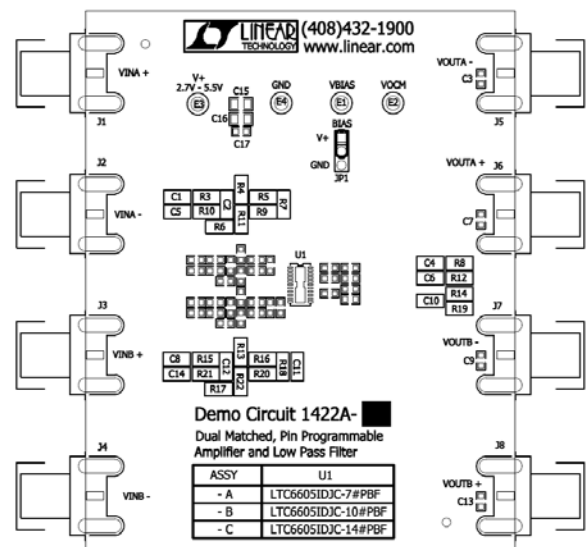 LINEAR TECHNOLOGY (408)432-1900
www.linear.com
VINA +
J1
V+
2.7V - 5.5V
E3
C15
C16
C17
GND
E4
VBIAS
E1
VOCM
E2
BIAS
V+
GND
JP1
VOUTA -
C3
J5
J2
VINA -
C1 R3 C2 R4 R5 R7
C5 R10 R11 R9
R6
U1
VOUTA +
J6
C7
C4 R8
C6 R12
R14
C10
R19
J3
VINB +
C8 R15 C12 R13 R16 R18 C11
C14 R21 R22 R20
R17
J7
VOUTB -
C9
J4
VINB -
Demo Circuit 1422A-
Dual Matched, Pin Programmable
Amplifier and Low Pass Filter
ASSY U1
- A LTC6605IDJC-7#PBF
- B LTC6605IDJC-10#PBF
- C LTC6605IDJC-14#PBF
J8
VOUTB +
C13